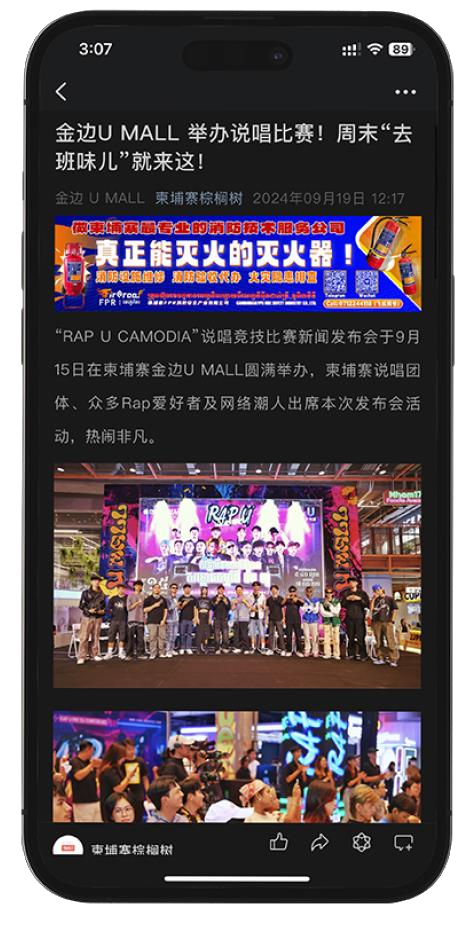 3:07
89
金边U MALL 举办说唱比赛！周末“去
班味儿”就来这！
金边 U MALL 柬埔寨棕榈树 2024年09月19日 12:17
做柬埔寨最专业的消防技术服务公司
真正能灭火的灭火器！
消防设施维修 消防验收代办 火灾隐患排查
FPR
Telegram
Wechat
“RAP U CAMODIA”说唱竞技比赛新闻发布会于9月
15日在柬埔寨金边U MALL圆满举办，柬埔寨说唱团
体、众多Rap爱好者及网络潮人出席本次发布会活
动，热闹非凡。
RAP U
U
柬埔寨棕榈树